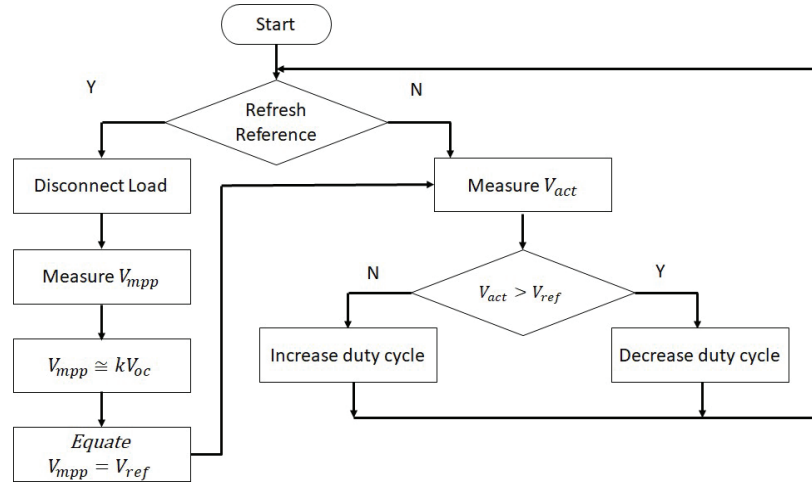 Start
Y
N
Refresh
Reference
Disconnect Load
Measure V_act
Measure V_mpp
N
Y
V_act > V_ref
V_mpp ≅ kV_oc
Increase duty cycle
Decrease duty cycle
Equate
V_mpp = V_ref